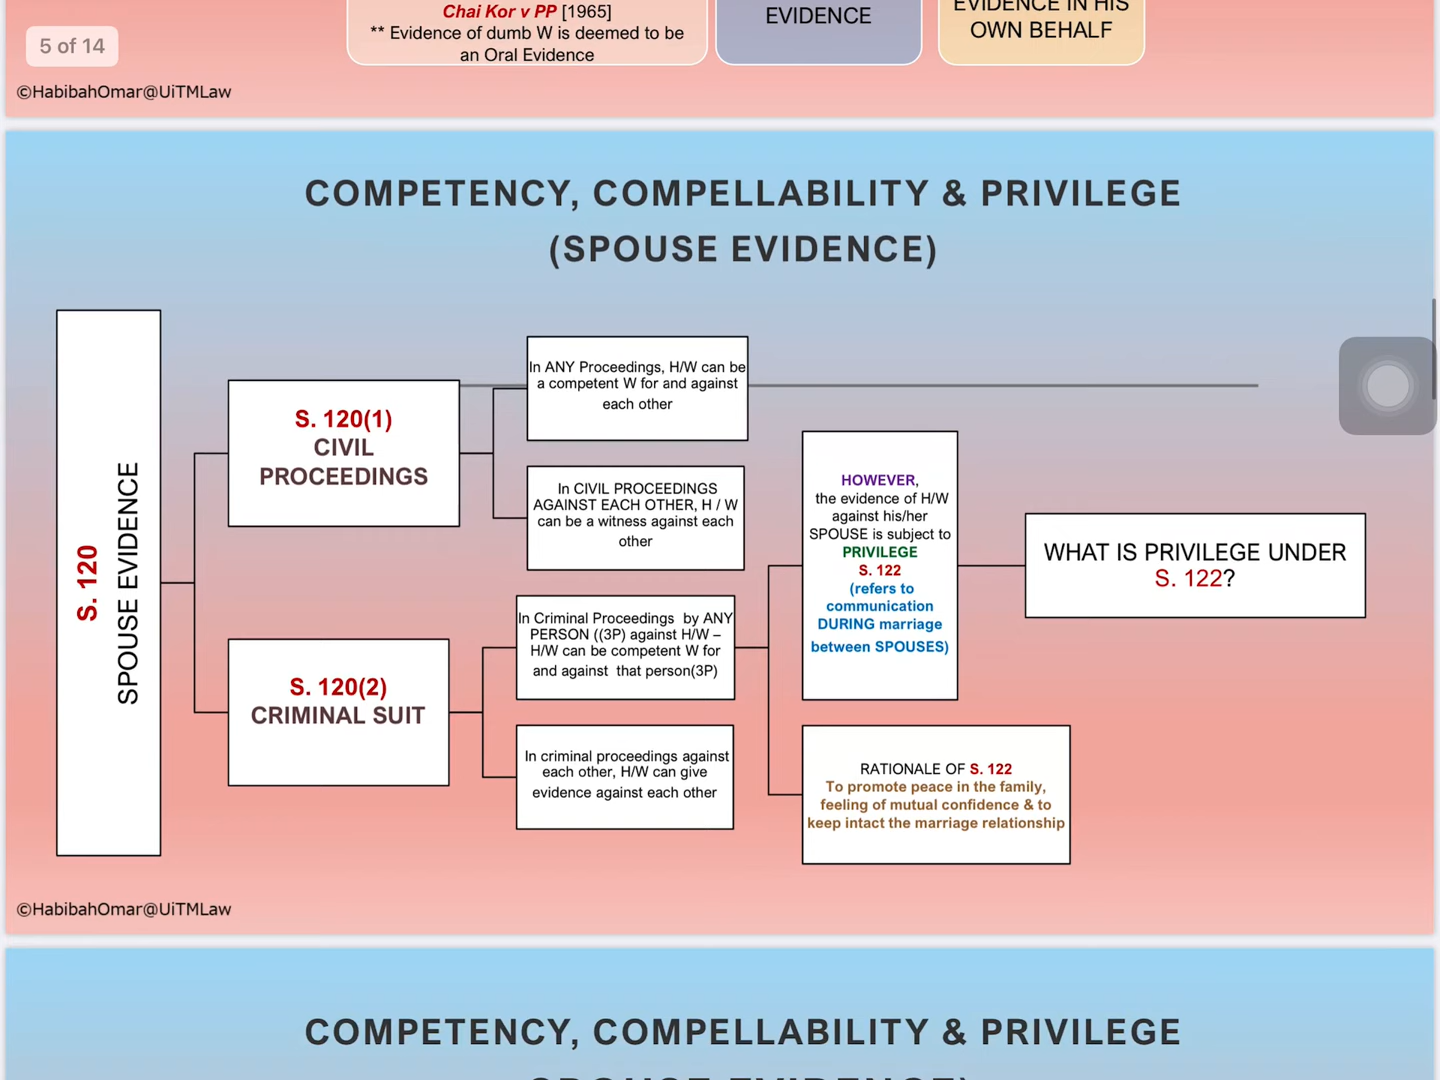 Chai Kor v PP [1965]
** Evidence of dumb W is deemed to be
an Oral Evidence
EVIDENCE
EVIDENCE IN HIS
OWN BEHALF
5 of 14
©HabibahOmar@UiTMLaw
COMPETENCY, COMPELLABILITY & PRIVILEGE
(SPOUSE EVIDENCE)
S. 120
SPOUSE EVIDENCE
S. 120(1)
CIVIL
PROCEEDINGS
In ANY Proceedings, H/W can be
a competent W for and against
each other
In CIVIL PROCEEDINGS
AGAINST EACH OTHER, H / W
can be a witness against each
other
S. 120(2)
CRIMINAL SUIT
In Criminal Proceedings by ANY
PERSON ((3P) against H/W –
H/W can be competent W for
and against that person(3P)
In criminal proceedings against
each other, H/W can give
evidence against each other
HOWEVER,
the evidence of H/W
against his/her
SPOUSE is subject to
PRIVILEGE
S. 122
(refers to
communication
DURING marriage
between SPOUSES)
RATIONALE OF S. 122
To promote peace in the family,
feeling of mutual confidence & to
keep intact the marriage relationship
WHAT IS PRIVILEGE UNDER
S. 122?
©HabibahOmar@UiTMLaw
COMPETENCY, COMPELLABILITY & PRIVILEGE
SPOUSE EVIDENCE)